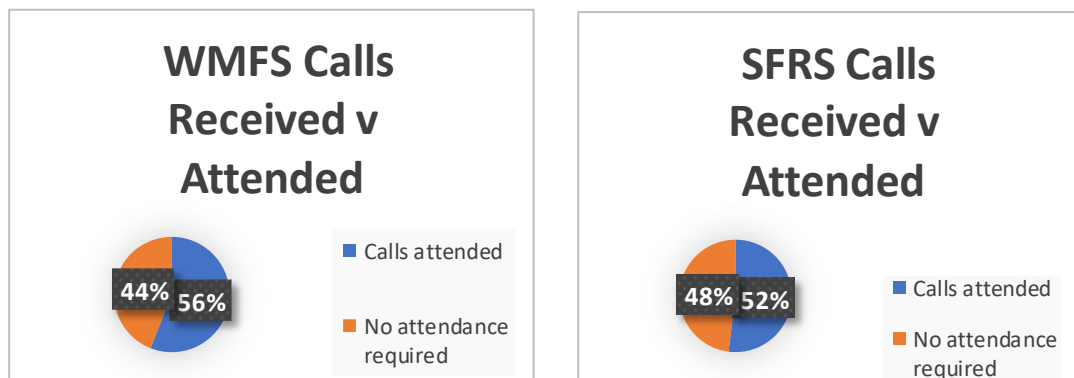 WMFS Calls
Received v
Attended
44%
56%
Calls attended
No attendance
required
SFRS Calls
Received v
Attended
48%
52%
Calls attended
No attendance
required